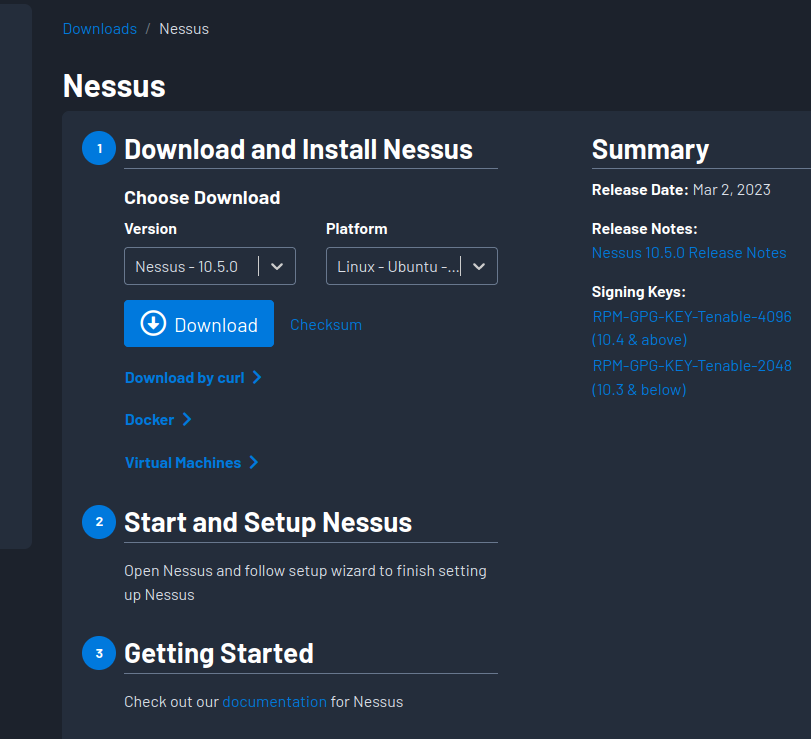 Downloads / Nessus
Nessus
1 Download and Install Nessus
Choose Download
Version Platform
Nessus - 10.5.0 Linux - Ubuntu -...
Download Checksum
Download by curl
Docker
Virtual Machines
2 Start and Setup Nessus
Open Nessus and follow setup wizard to finish setting
up Nessus
3 Getting Started
Check out our documentation for Nessus
Summary
Release Date: Mar 2, 2023
Release Notes:
Nessus 10.5.0 Release Notes
Signing Keys:
RPM-GPG-KEY-Tenable-4096
(10.4 & above)
RPM-GPG-KEY-Tenable-2048
(10.3 & below)